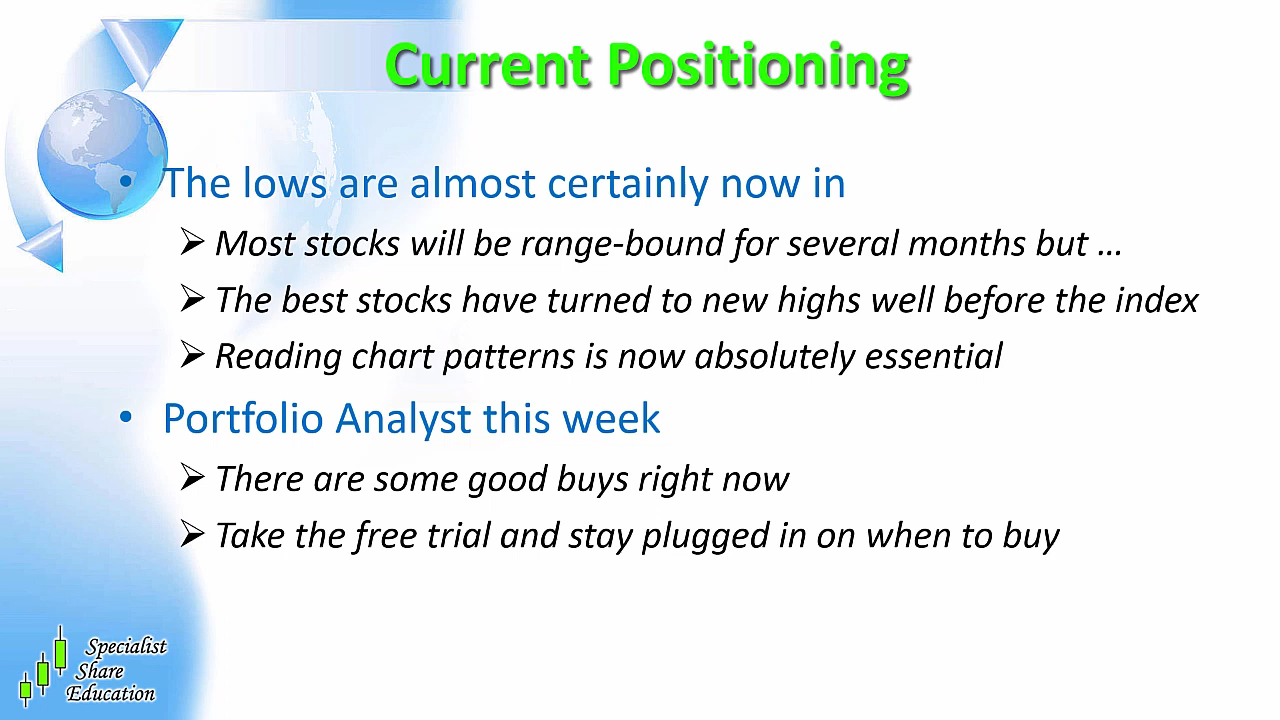 Current Positioning
• The lows are almost certainly now in
➢ Most stocks will be range-bound for several months but …
➢ The best stocks have turned to new highs well before the index
➢ Reading chart patterns is now absolutely essential
• Portfolio Analyst this week
➢ There are some good buys right now
➢ Take the free trial and stay plugged in on when to buy
Specialist
Share
Education